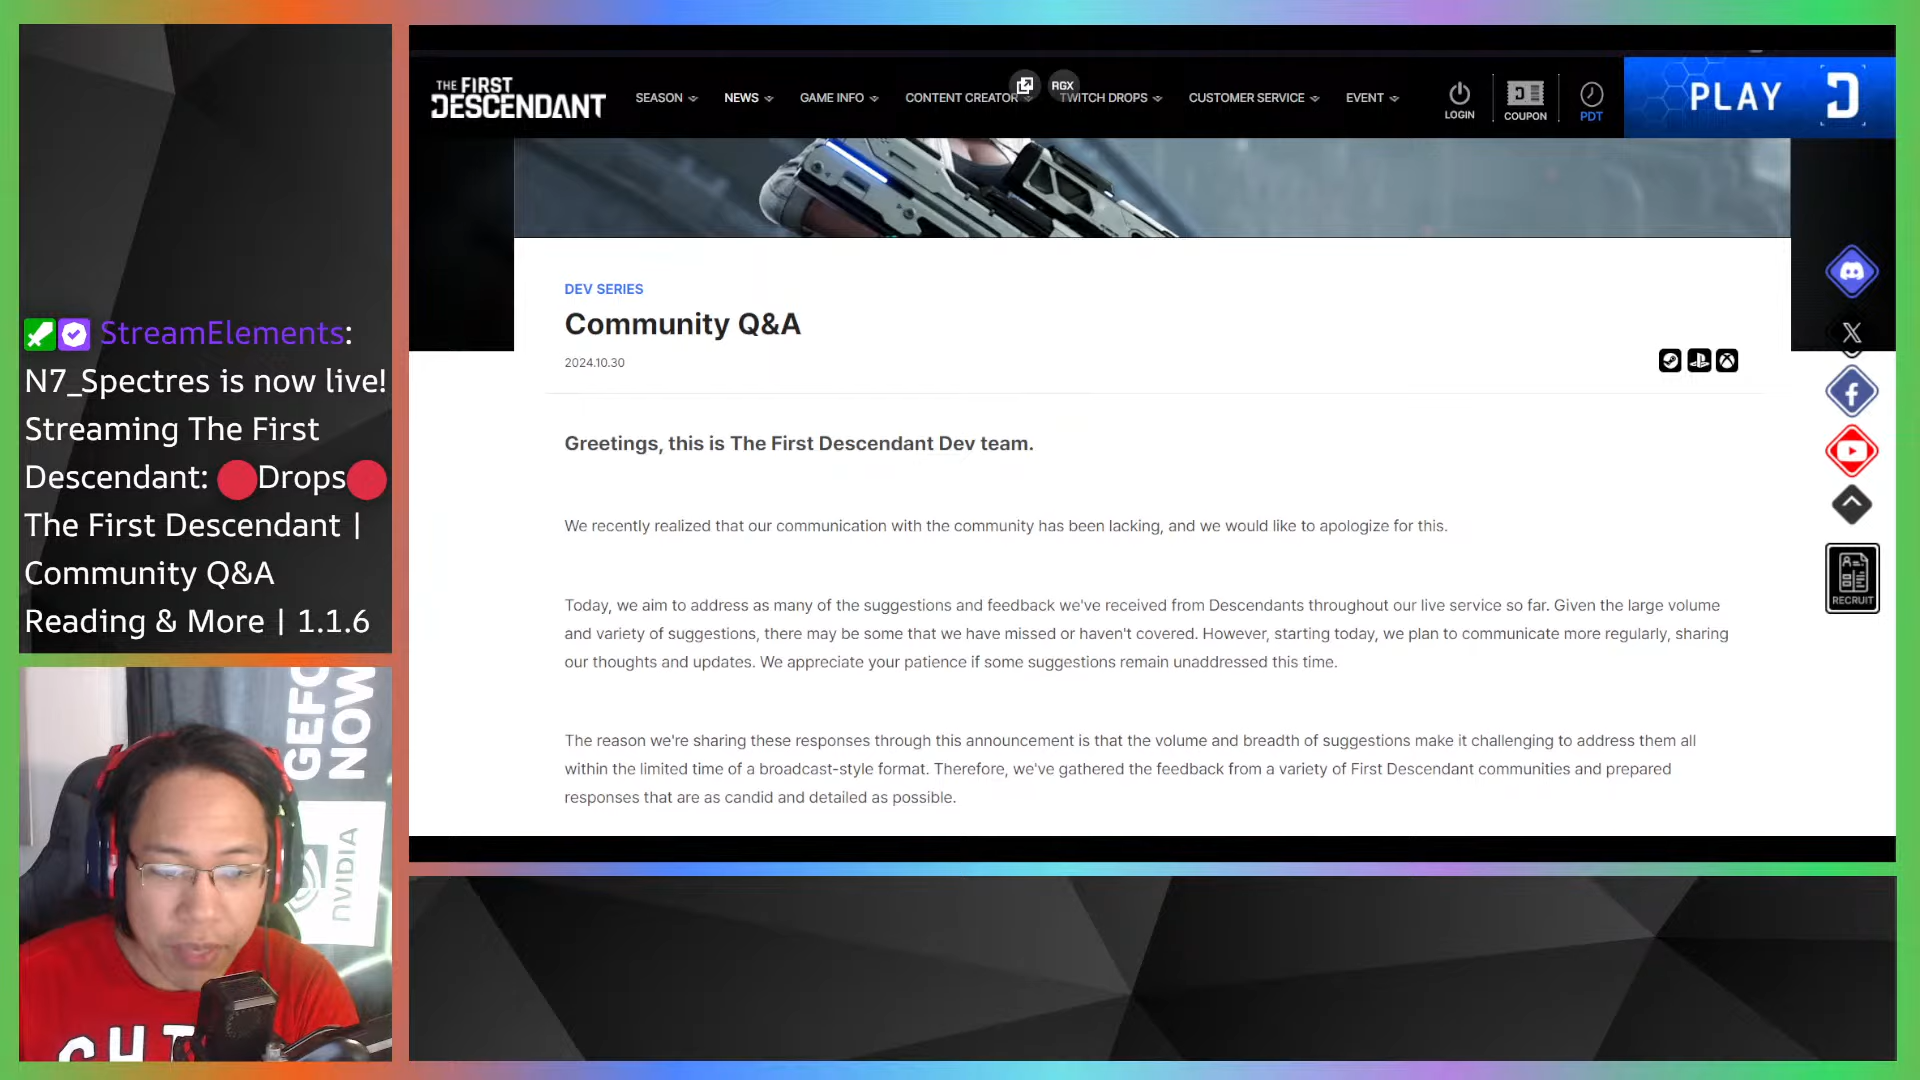 StreamElements:
N7_Spectres is now live!
Streaming The First
Descendant: 🔴Drops🔴
The First Descendant |
Community Q&A
Reading & More | 1.1.6
GEFO
NOW
NVIDIA
THE FIRST
DESCENDANT
SEASON
NEWS
GAME INFO
CONTENT CREATOR
RGX
TWITCH DROPS
CUSTOMER SERVICE
EVENT
LOGIN
COUPON
PDT
PLAY
DEV SERIES
Community Q&A
2024.10.30
Greetings, this is The First Descendant Dev team.
We recently realized that our communication with the community has been lacking, and we would like to apologize for this.
Today, we aim to address as many of the suggestions and feedback we've received from Descendants throughout our live service so far. Given the large volume
and variety of suggestions, there may be some that we have missed or haven't covered. However, starting today, we plan to communicate more regularly, sharing
our thoughts and updates. We appreciate your patience if some suggestions remain unaddressed this time.
The reason we're sharing these responses through this announcement is that the volume and breadth of suggestions make it challenging to address them all
within the limited time of a broadcast-style format. Therefore, we've gathered the feedback from a variety of First Descendant communities and prepared
responses that are as candid and detailed as possible.
RECRUIT